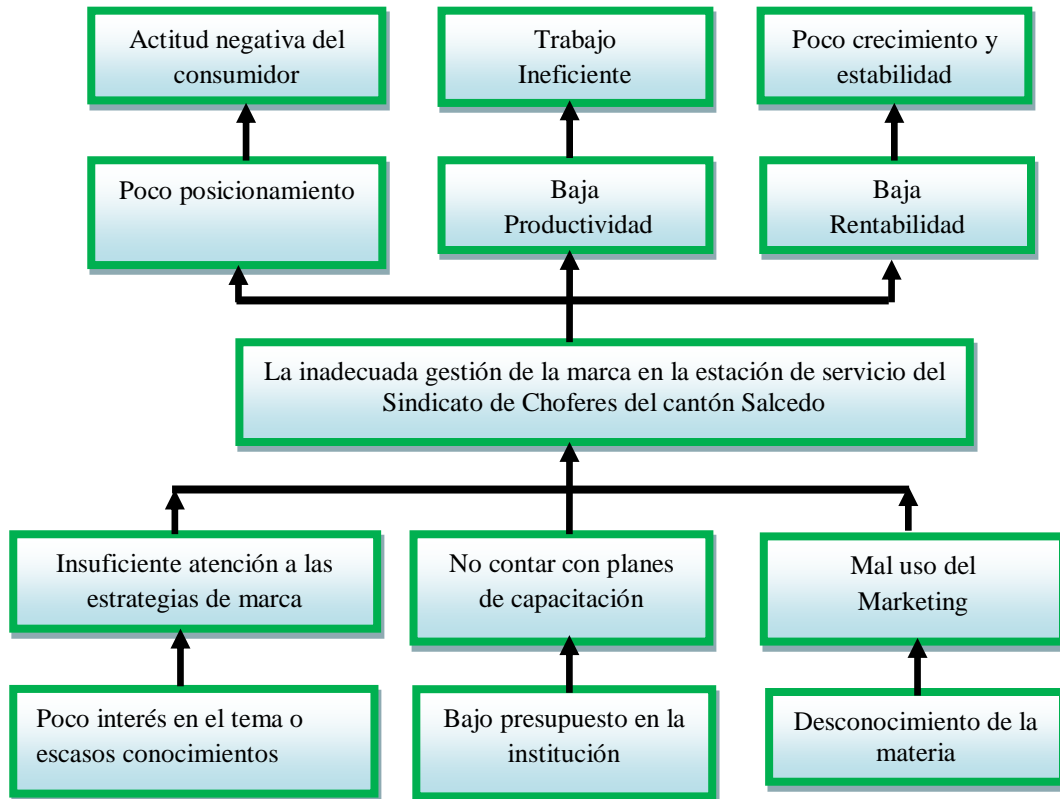 Actitud negativa del
consumidor
Trabajo
Ineficiente
Poco crecimiento y
estabilidad
Poco posicionamiento
Baja
Productividad
Baja
Rentabilidad
La inadecuada gestión de la marca en la estación de servicio del
Sindicato de Choferes del cantón Salcedo
Insuficiente atención a las
estrategias de marca
No contar con planes
de capacitación
Mal uso del
Marketing
Poco interés en el tema o
escasos conocimientos
Bajo presupuesto en la
institución
Desconocimiento de la
materia